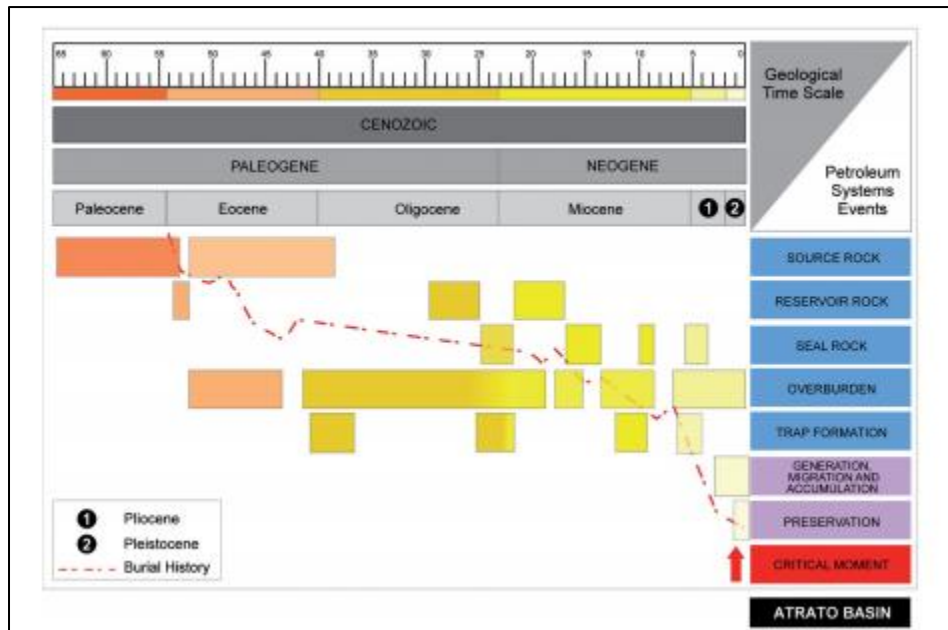 65 60 55 50 45 40 35 30 25 20 15 10 5 0
Geological
Time Scale
CENOZOIC
PALEOGENE NEOGENE
Petroleum
Systems
Events
Paleocene Eocene Oligocene Miocene 1 2
SOURCE ROCK
RESERVOIR ROCK
SEAL ROCK
OVERBURDEN
TRAP FORMATION
GENERATION,
MIGRATION AND
ACCUMULATION
PRESERVATION
CRITICAL MOMENT
1 Pliocene
2 Pleistocene
Burial History
ATRATO BASIN